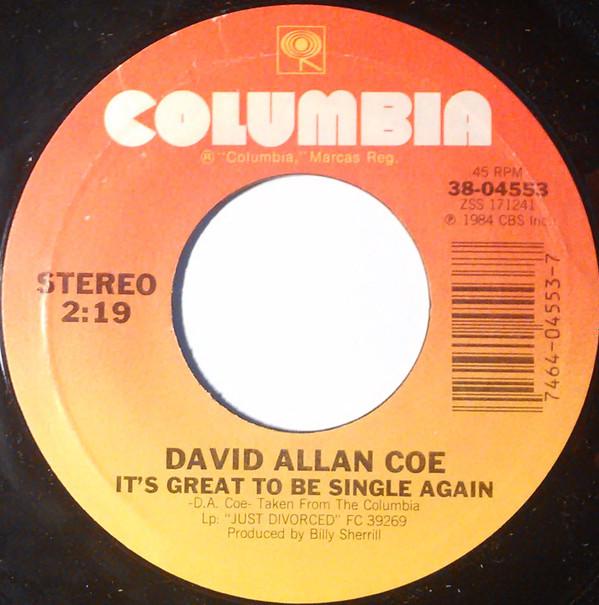 COLUMBIA
® "Columbia," Marcas Reg.
45 RPM
38-04553
ZSS 171241
℗ 1984 CBS Inc.
STEREO
2:19
7464-04553-7
DAVID ALLAN COE
IT'S GREAT TO BE SINGLE AGAIN
-D.A. Coe- Taken From The Columbia
Lp: "JUST DIVORCED" FC 39269
Produced by Billy Sherrill